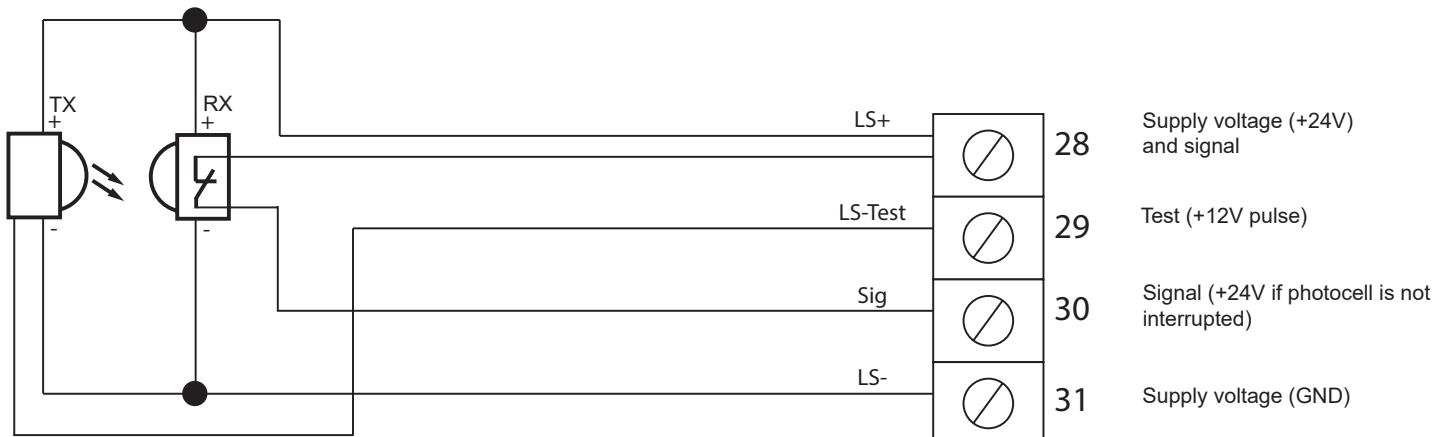 TX
+
-
RX
+
-
LS+
28
Supply voltage (+24V)
and signal
LS-Test
29
Test (+12V pulse)
Sig
30
Signal (+24V if photocell is not
interrupted)
LS-
31
Supply voltage (GND)